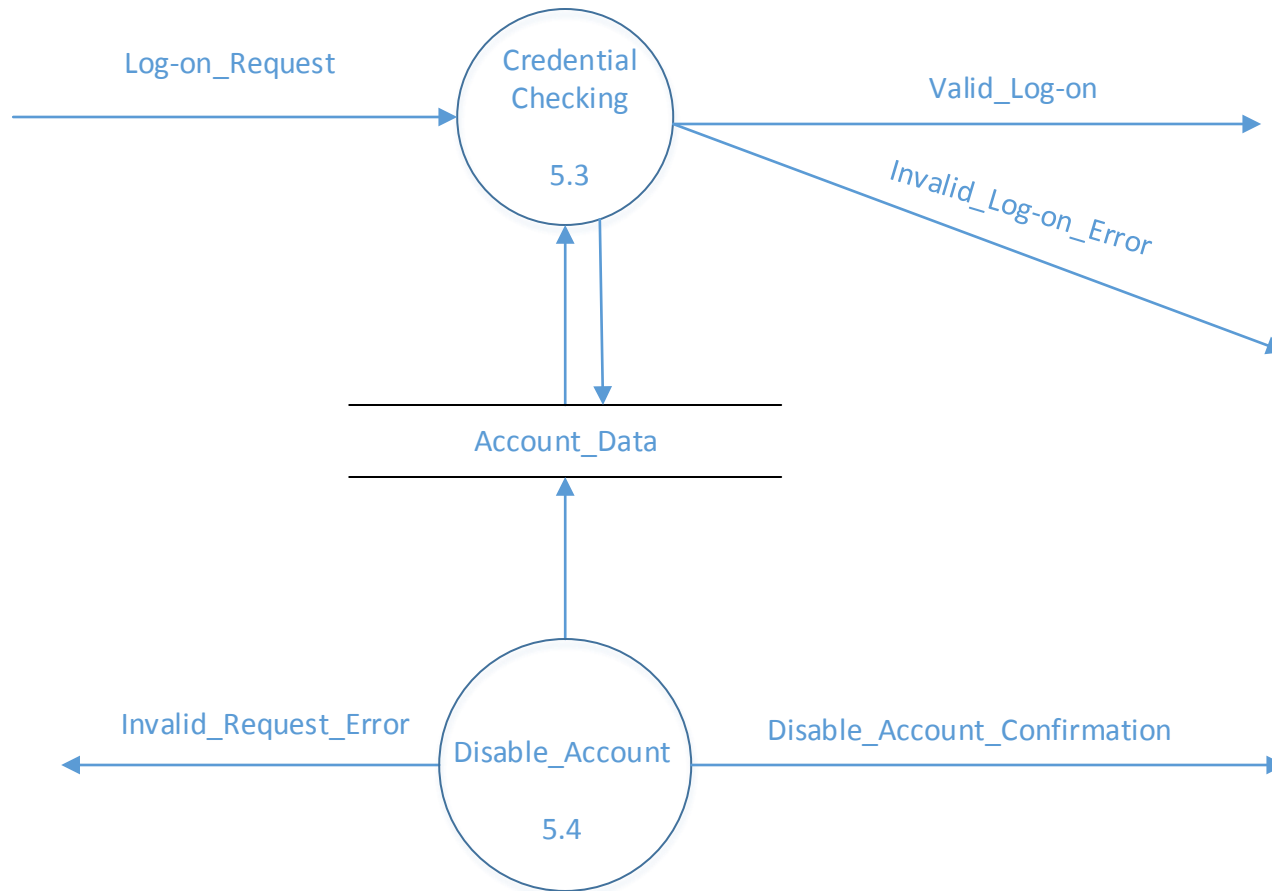 Log-on_Request
Credential
Checking
5.3
Valid_Log-on
Invalid_Log-on_Error
Account_Data
Invalid_Request_Error
Disable_Account
5.4
Disable_Account_Confirmation